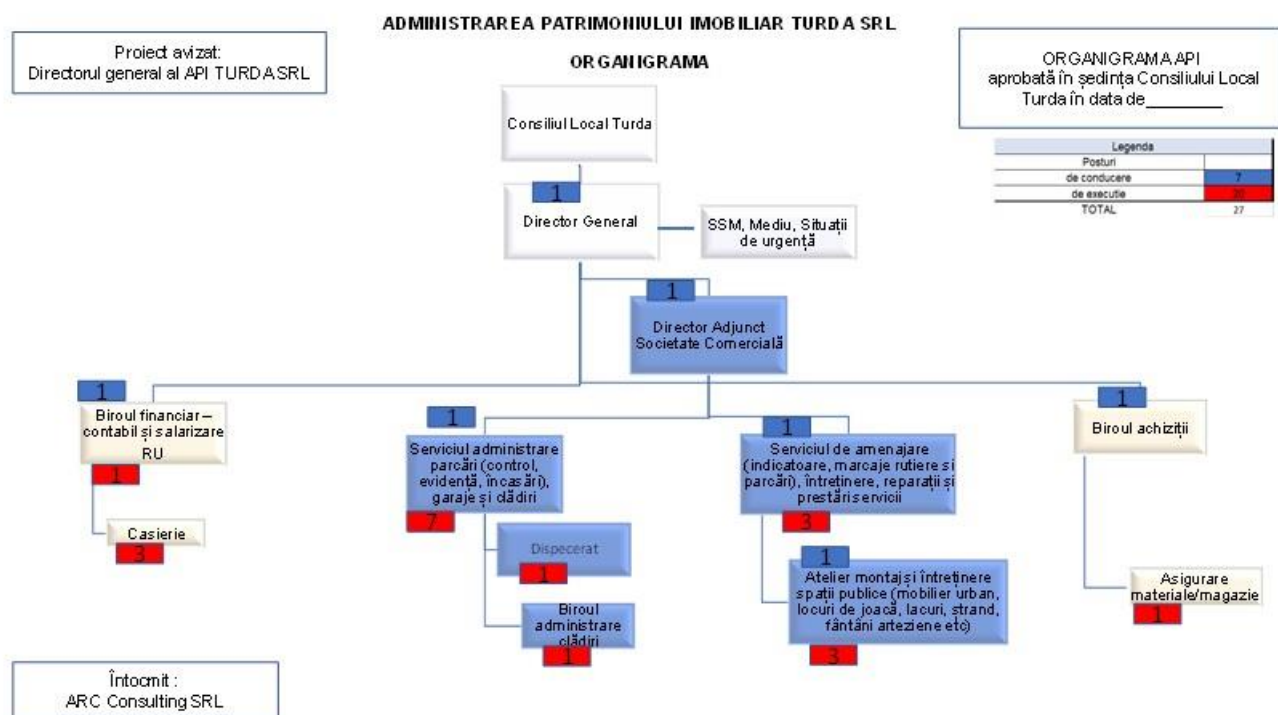 ADMINISTRAREA PATRIMONIULUI IMOBILIAR TURDA SRL
ORGANIGRAMA
Proiect avizat:
Directorul general al API TURDA SRL
ORGANIGRAMA API
aprobată în ședința Consiliului Local
Turda în data de_________
Legenda
Posturi
de conducere 7
de executie 20
TOTAL 27
Consiliul Local Turda
1
Director General
SSM, Mediu, Situații
de urgență
1
Director Adjunct
Societate Comercială
1
Biroul financiar –
contabil și salarizare
RU
1
Casierie
3
1
Serviciul administrare
parcări (control,
evidență, încasări),
garaje și clădiri
7
Dispecerat
1
Biroul
administrare
clădiri
1
1
Serviciul de amenajare
(indicatoare, marcaje rutiere si
parcări), întreținere, reparații și
prestări servicii
3
1
Atelier montaj si întreținere
spații publice (mobilier urban,
locuri de joacă, lacuri, strand,
fântâni arteziene etc)
3
1
Biroul achiziții
Asigurare
materiale/magazie
1
Întocmit :
ARC Consulting SRL